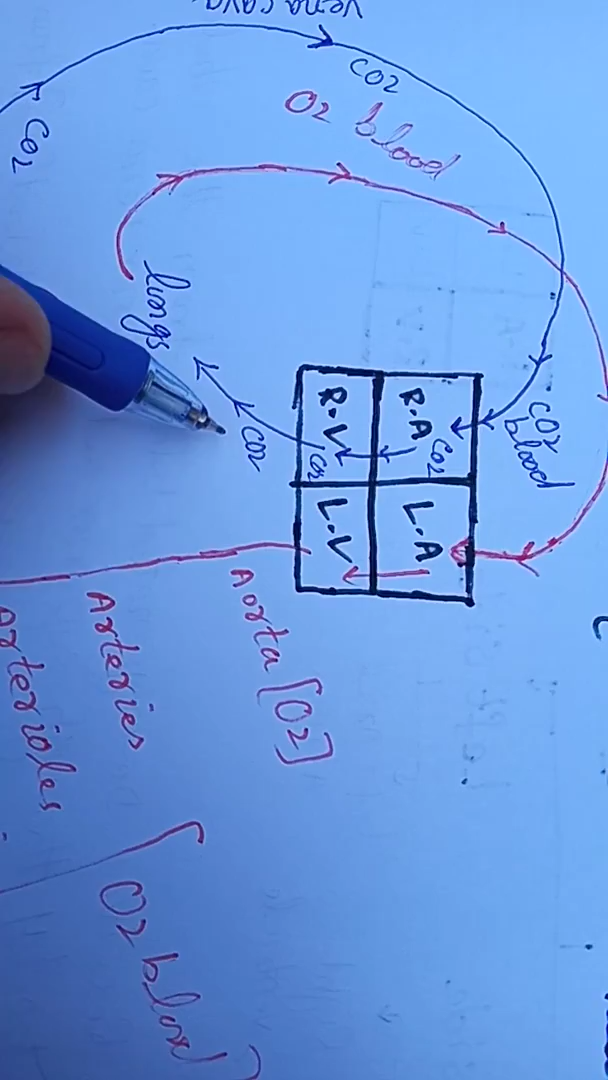 vena cava
CO2
CO2
O2 blood
lungs
CO2 blood
R.A
CO2
R.V
CO2
CO2
L.A
L.V
Aorta [O2]
Arteries
Arterioles
[O2 blood]